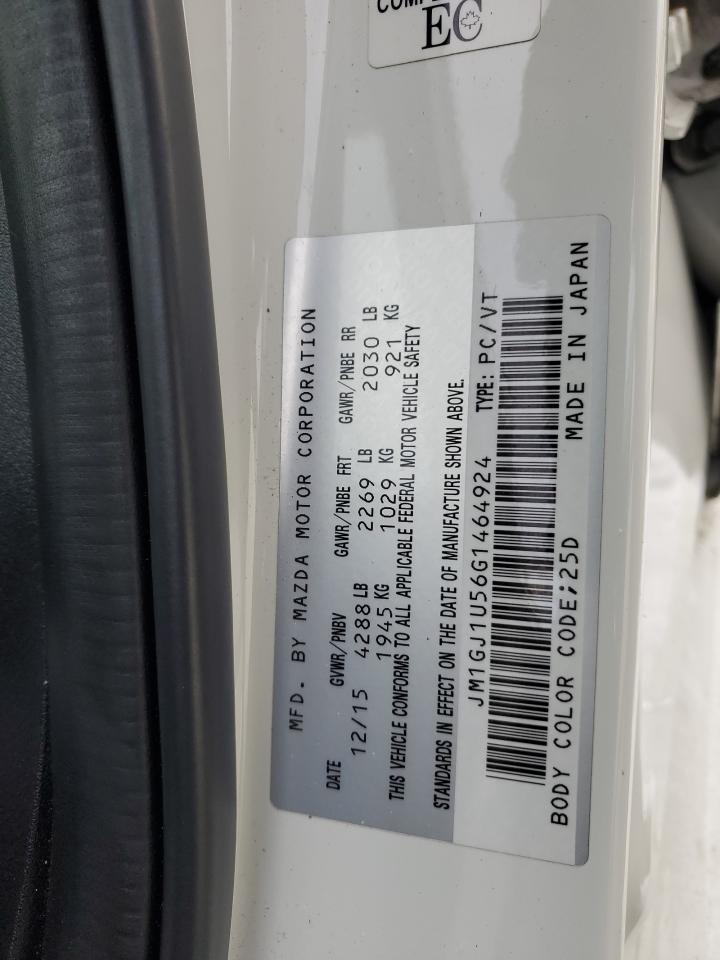 EC
MFD. BY MAZDA MOTOR CORPORATION
DATE GVWR/PNBV GAWR/PNBE FRT GAWR/PNBE RR
12/15 4288 LB 2269 LB 2030 LB
1945 KG 1029 KG 921 KG
THIS VEHICLE CONFORMS TO ALL APPLICABLE FEDERAL MOTOR VEHICLE SAFETY
STANDARDS IN EFFECT ON THE DATE OF MANUFACTURE SHOWN ABOVE.
JM1GJ1U56G1464924 TYPE: PC/VT
BODY COLOR CODE;25D MADE IN JAPAN